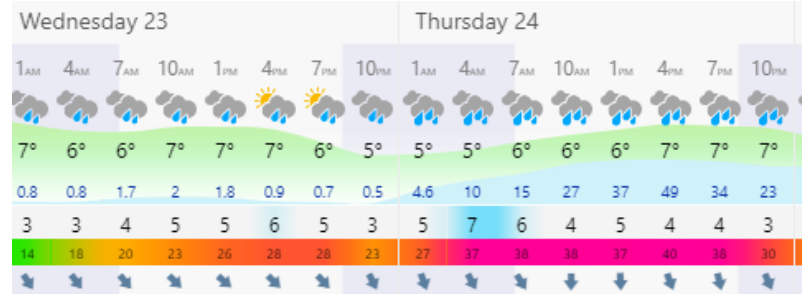 Wednesday 23 Thursday 24
1AM 4AM 7AM 10AM 1PM 4PM 7PM 10PM 1AM 4AM 7AM 10AM 1PM 4PM 7PM 10PM
7° 6° 6° 7° 7° 7° 6° 5° 5° 5° 6° 6° 6° 7° 7° 7°
0.8 0.8 1.7 2 1.8 0.9 0.7 0.5 4.6 10 15 27 37 49 34 23
3 3 4 5 5 6 5 3 5 7 6 4 5 4 4 3
14 18 20 23 26 28 28 23 27 37 38 38 37 40 38 30